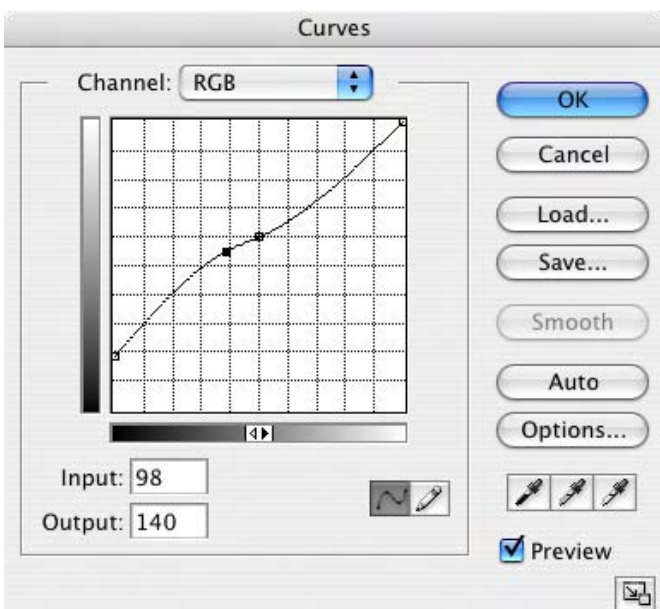 Curves
Channel: RGB
OK
Cancel
Load...
Save...
Smooth
Auto
Options...
Input: 98
Output: 140
Preview